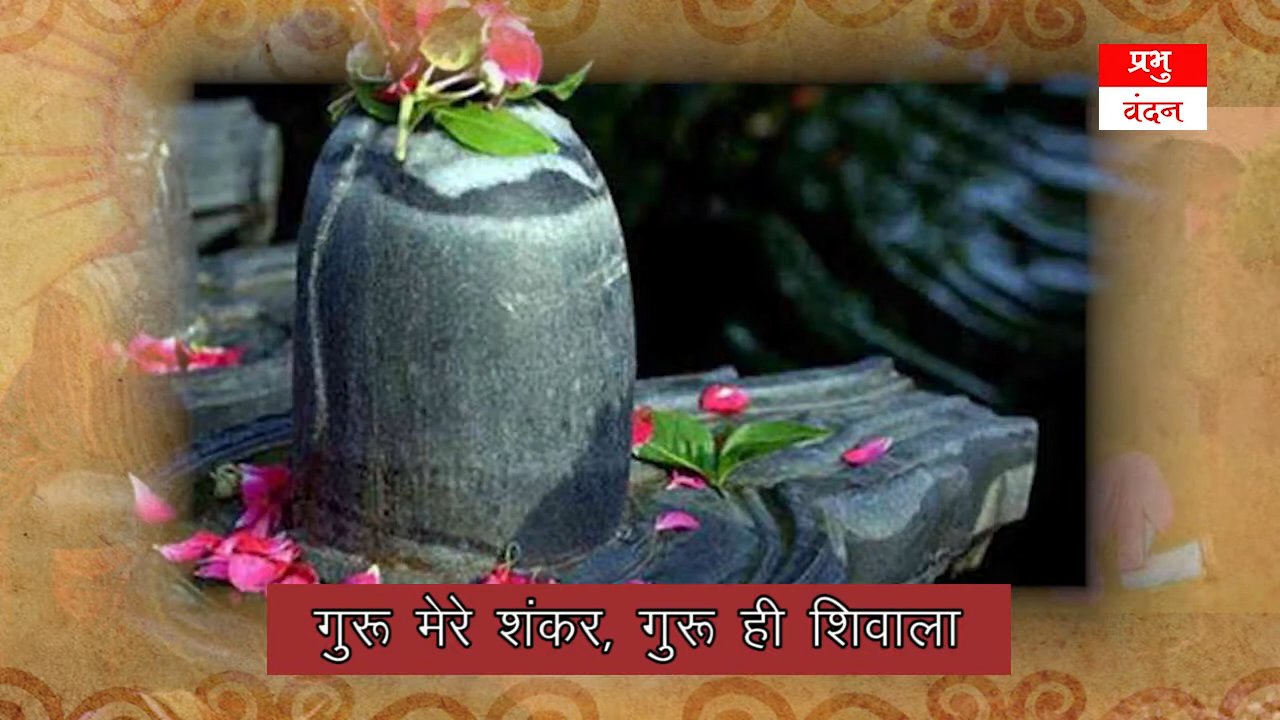 प्रभु
वंदन
गुरू मेरे शंकर, गुरू ही शिवाला